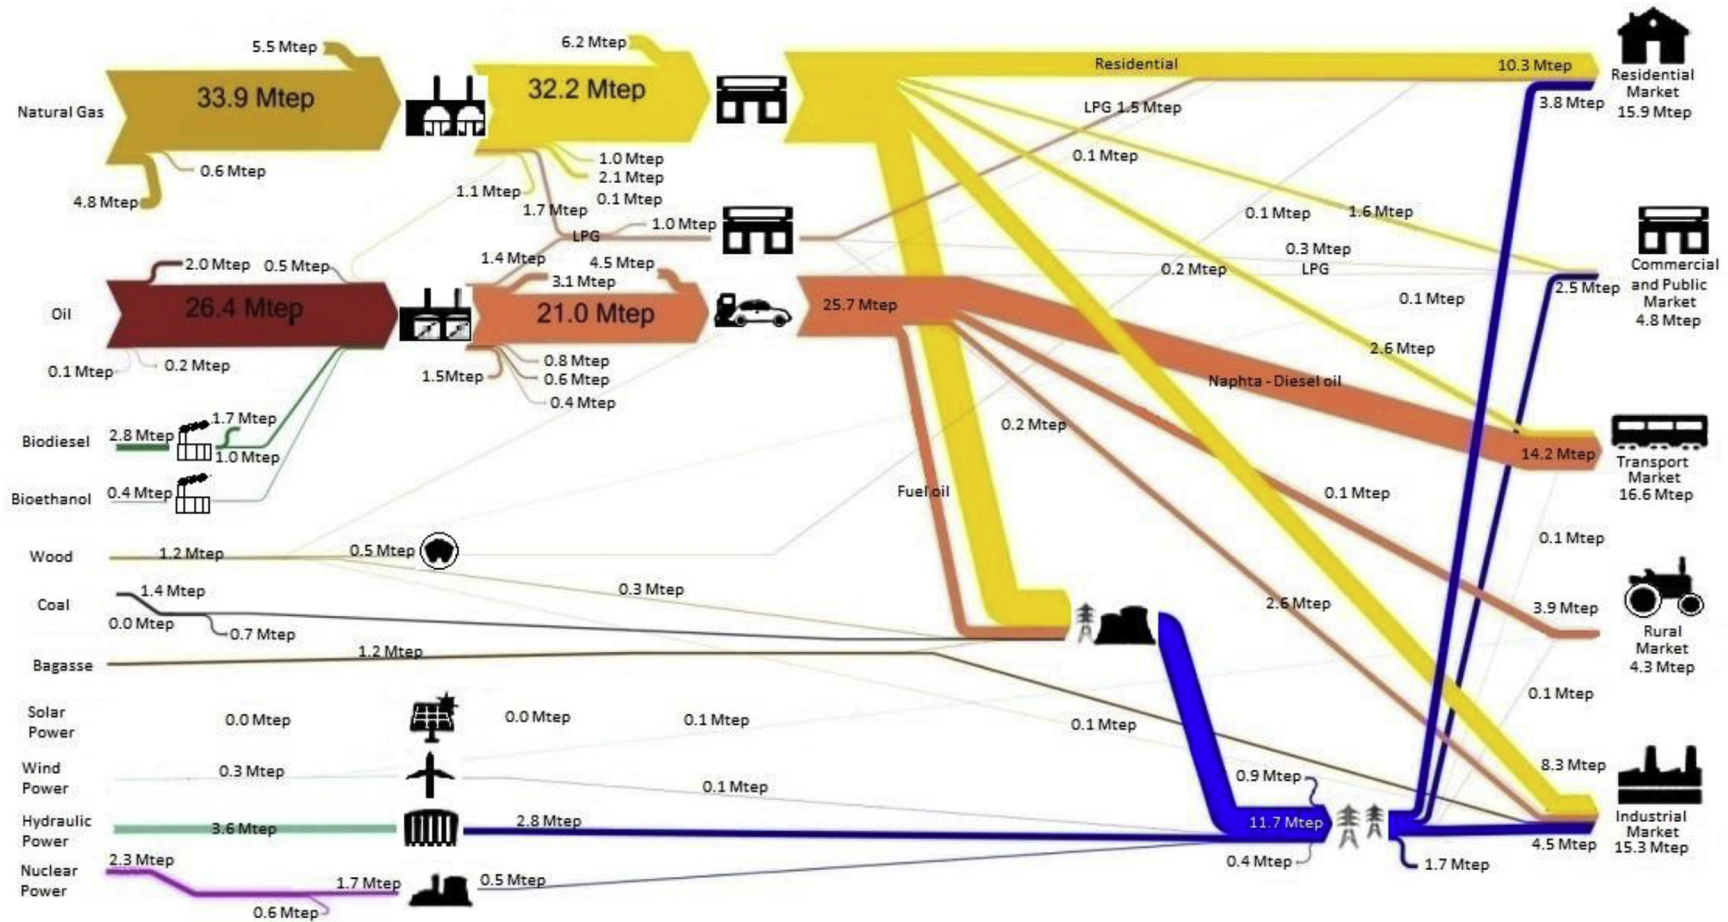 5.5 Mtep
6.2 Mtep
Residential
10.3 Mtep
Residential
Market
15.9 Mtep
33.9 Mtep
32.2 Mtep
3.8 Mtep
Natural Gas
LPG 1.5 Mtep
0.6 Mtep
4.8 Mtep
1.0 Mtep
2.1 Mtep
0.1 Mtep
1.1 Mtep
1.7 Mtep
0.1 Mtep
0.1 Mtep
1.6 Mtep
1.0 Mtep
LPG
0.3 Mtep
LPG
0.2 Mtep
Commercial
and Public
Market
4.8 Mtep
2.5 Mtep
0.1 Mtep
2.0 Mtep
0.5 Mtep
1.4 Mtep
3.1 Mtep
4.5 Mtep
Oil
26.4 Mtep
21.0 Mtep
25.7 Mtep
2.6 Mtep
0.1 Mtep
0.2 Mtep
1.5Mtep
0.8 Mtep
0.6 Mtep
0.4 Mtep
Naphta - Diesel oil
Biodiesel
2.8 Mtep
1.7 Mtep
1.0 Mtep
0.2 Mtep
14.2 Mtep
Transport
Market
16.6 Mtep
Bioethanol
0.4 Mtep
Fuel oil
0.1 Mtep
Wood
1.2 Mtep
0.5 Mtep
0.1 Mtep
Coal
1.4 Mtep
0.0 Mtep
0.7 Mtep
0.3 Mtep
2.6 Mtep
3.9 Mtep
Rural
Market
4.3 Mtep
Bagasse
1.2 Mtep
0.1 Mtep
Solar
Power
0.0 Mtep
0.0 Mtep
0.1 Mtep
0.1 Mtep
Wind
Power
0.3 Mtep
0.1 Mtep
0.9 Mtep
8.3 Mtep
Hydraulic
Power
3.6 Mtep
2.8 Mtep
11.7 Mtep
Industrial
Market
15.3 Mtep
4.5 Mtep
0.4 Mtep
1.7 Mtep
Nuclear
Power
2.3 Mtep
1.7 Mtep
0.5 Mtep
0.6 Mtep